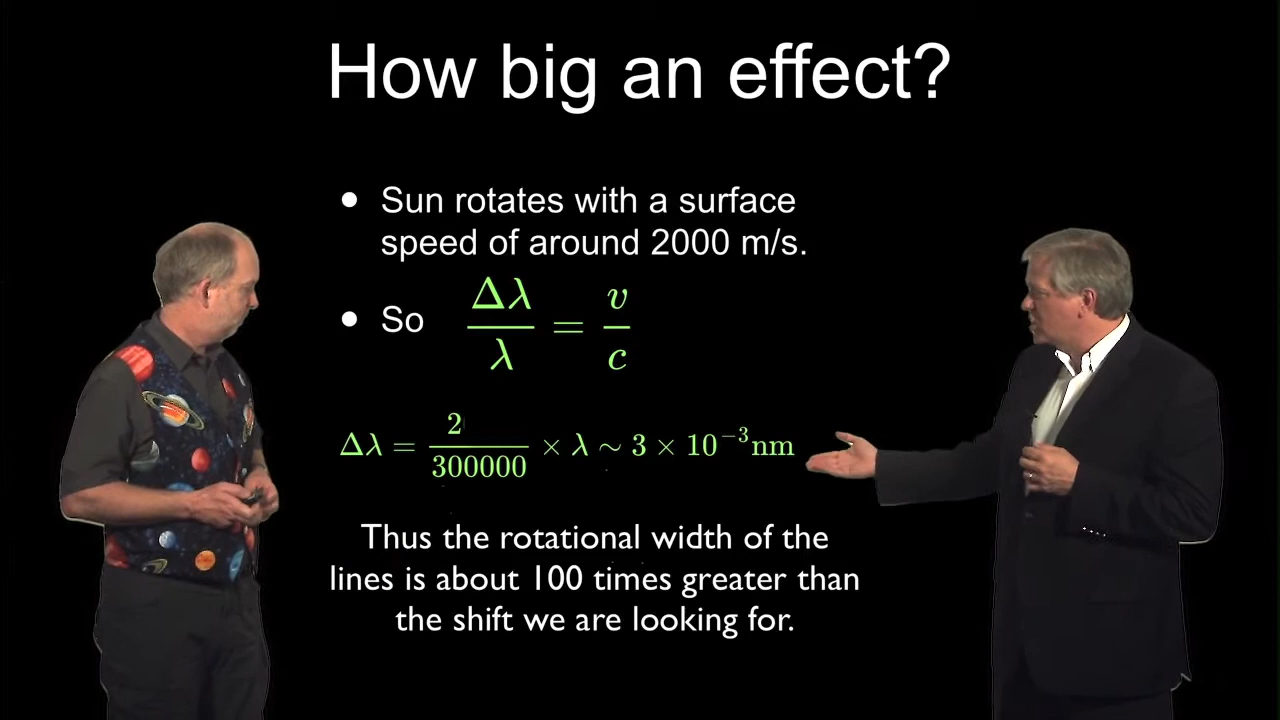 How big an effect?
• Sun rotates with a surface
speed of around 2000 m/s.
• So Δλ/λ = v/c
Δλ = 2/300000 × λ ~ 3 × 10⁻³nm
Thus the rotational width of the
lines is about 100 times greater than
the shift we are looking for.